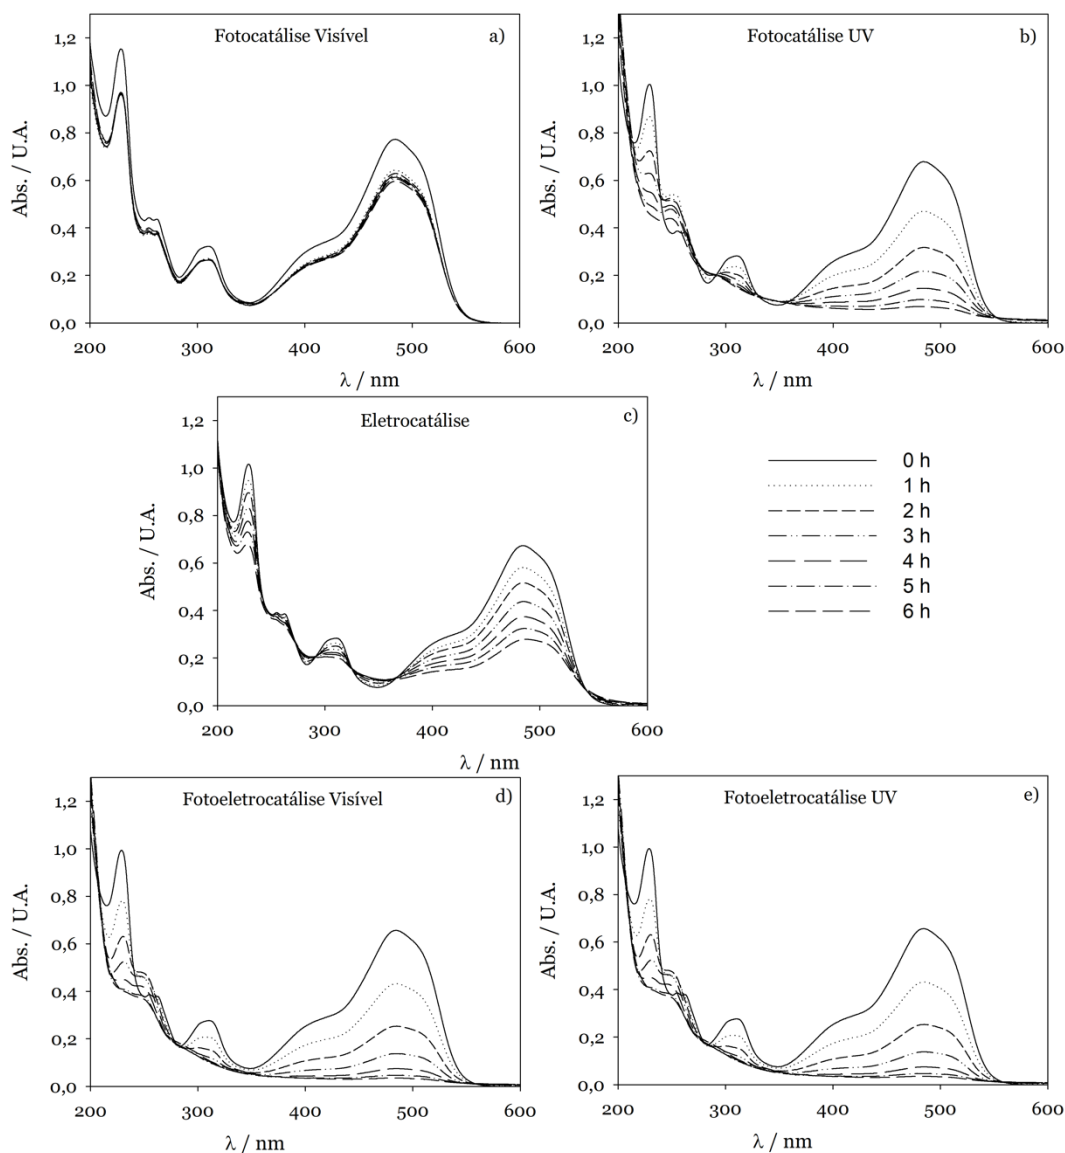 Fotocatálise Visível
a)
1,2
1,0
0,8
0,6
0,4
0,2
0,0
Abs. / U.A.
200 300 400 500 600
λ / nm
Fotocatálise UV
b)
1,2
1,0
0,8
0,6
0,4
0,2
0,0
Abs. / U.A.
200 300 400 500 600
λ / nm
Eletrocatálise
c)
1,2
1,0
0,8
0,6
0,4
0,2
0,0
Abs. / U.A.
200 300 400 500 600
λ / nm
0 h
1 h
2 h
3 h
4 h
5 h
6 h
Fotoeletrocatálise Visível
d)
1,2
1,0
0,8
0,6
0,4
0,2
0,0
Abs. / U.A.
200 300 400 500 600
λ / nm
Fotoeletrocatálise UV
e)
1,2
1,0
0,8
0,6
0,4
0,2
0,0
Abs. / U.A.
200 300 400 500 600
λ / nm